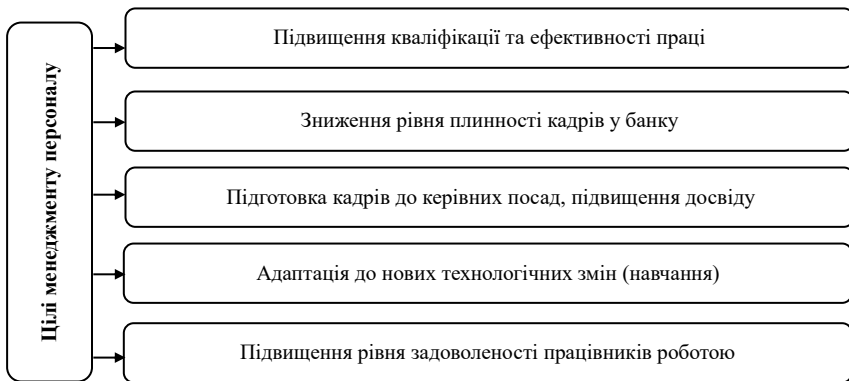 Цілі менеджменту персоналу
Підвищення кваліфікації та ефективності праці
Зниження рівня плинності кадрів у банку
Підготовка кадрів до керівних посад, підвищення досвіду
Адаптація до нових технологічних змін (навчання)
Підвищення рівня задоволеності працівників роботою